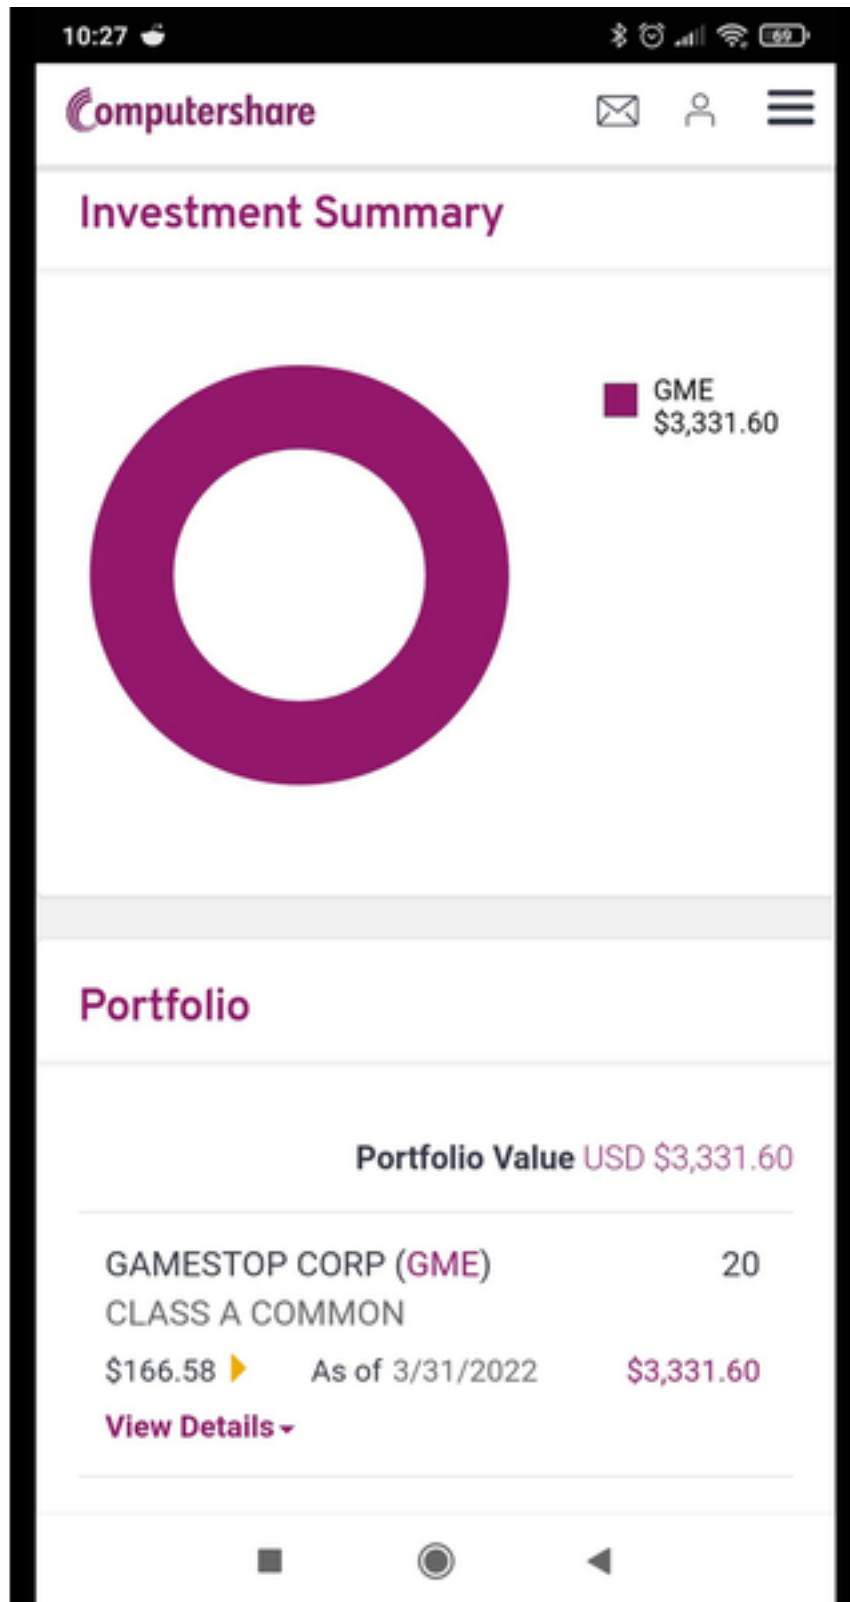 10:27
69
Computershare
Investment Summary
GME
$3,331.60
Portfolio
Portfolio Value USD $3,331.60
GAMESTOP CORP (GME) 20
CLASS A COMMON
$166.58 As of 3/31/2022 $3,331.60
View Details